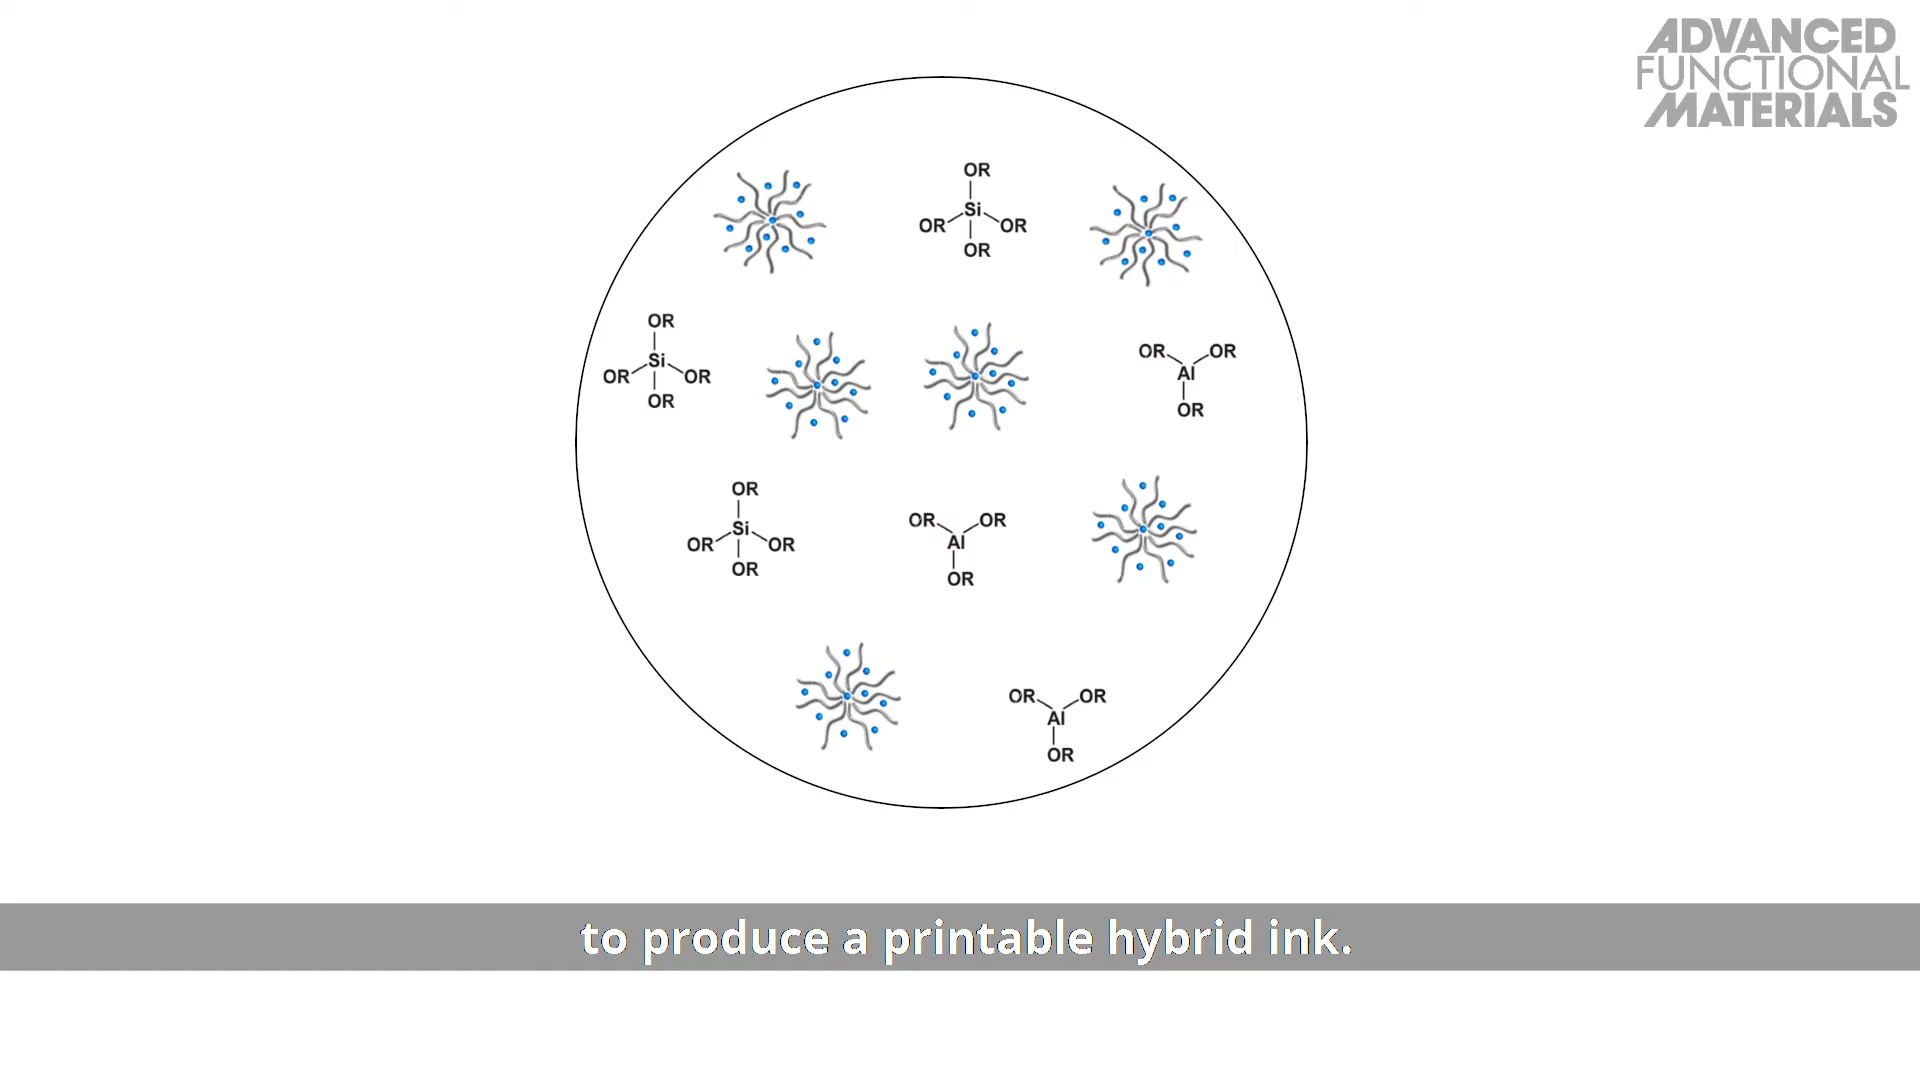 ADVANCED
FUNCTIONAL
MATERIALS
OR
Si
OR OR
OR
OR
Si
OR OR
OR
OR OR
Al
OR
OR
Si
OR OR
OR
OR OR
Al
OR
OR OR
Al
OR
to produce a printable hybrid ink.